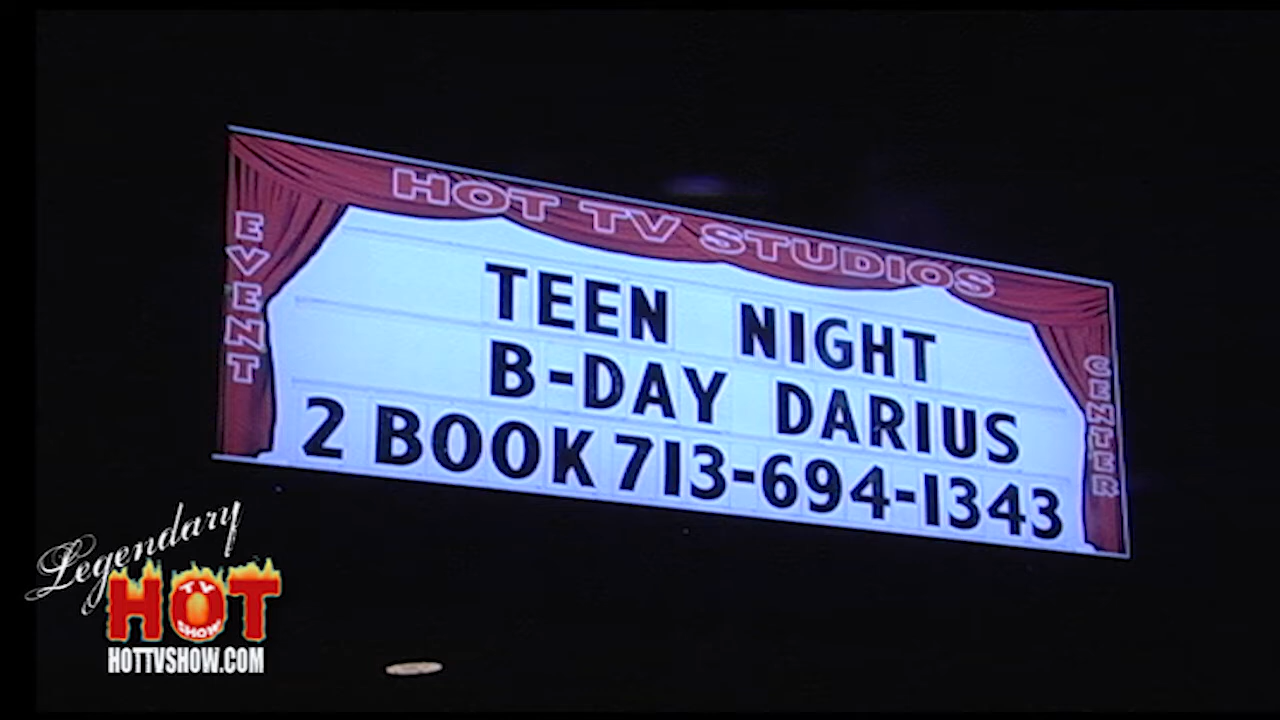 HOT TV STUDIOS
EVENT
TEEN NIGHT
B-DAY DARIUS
2 BOOK 713-694-1343
CENTER
Legendary
HOT
TV
SHOW
HOTTVSHOW.COM